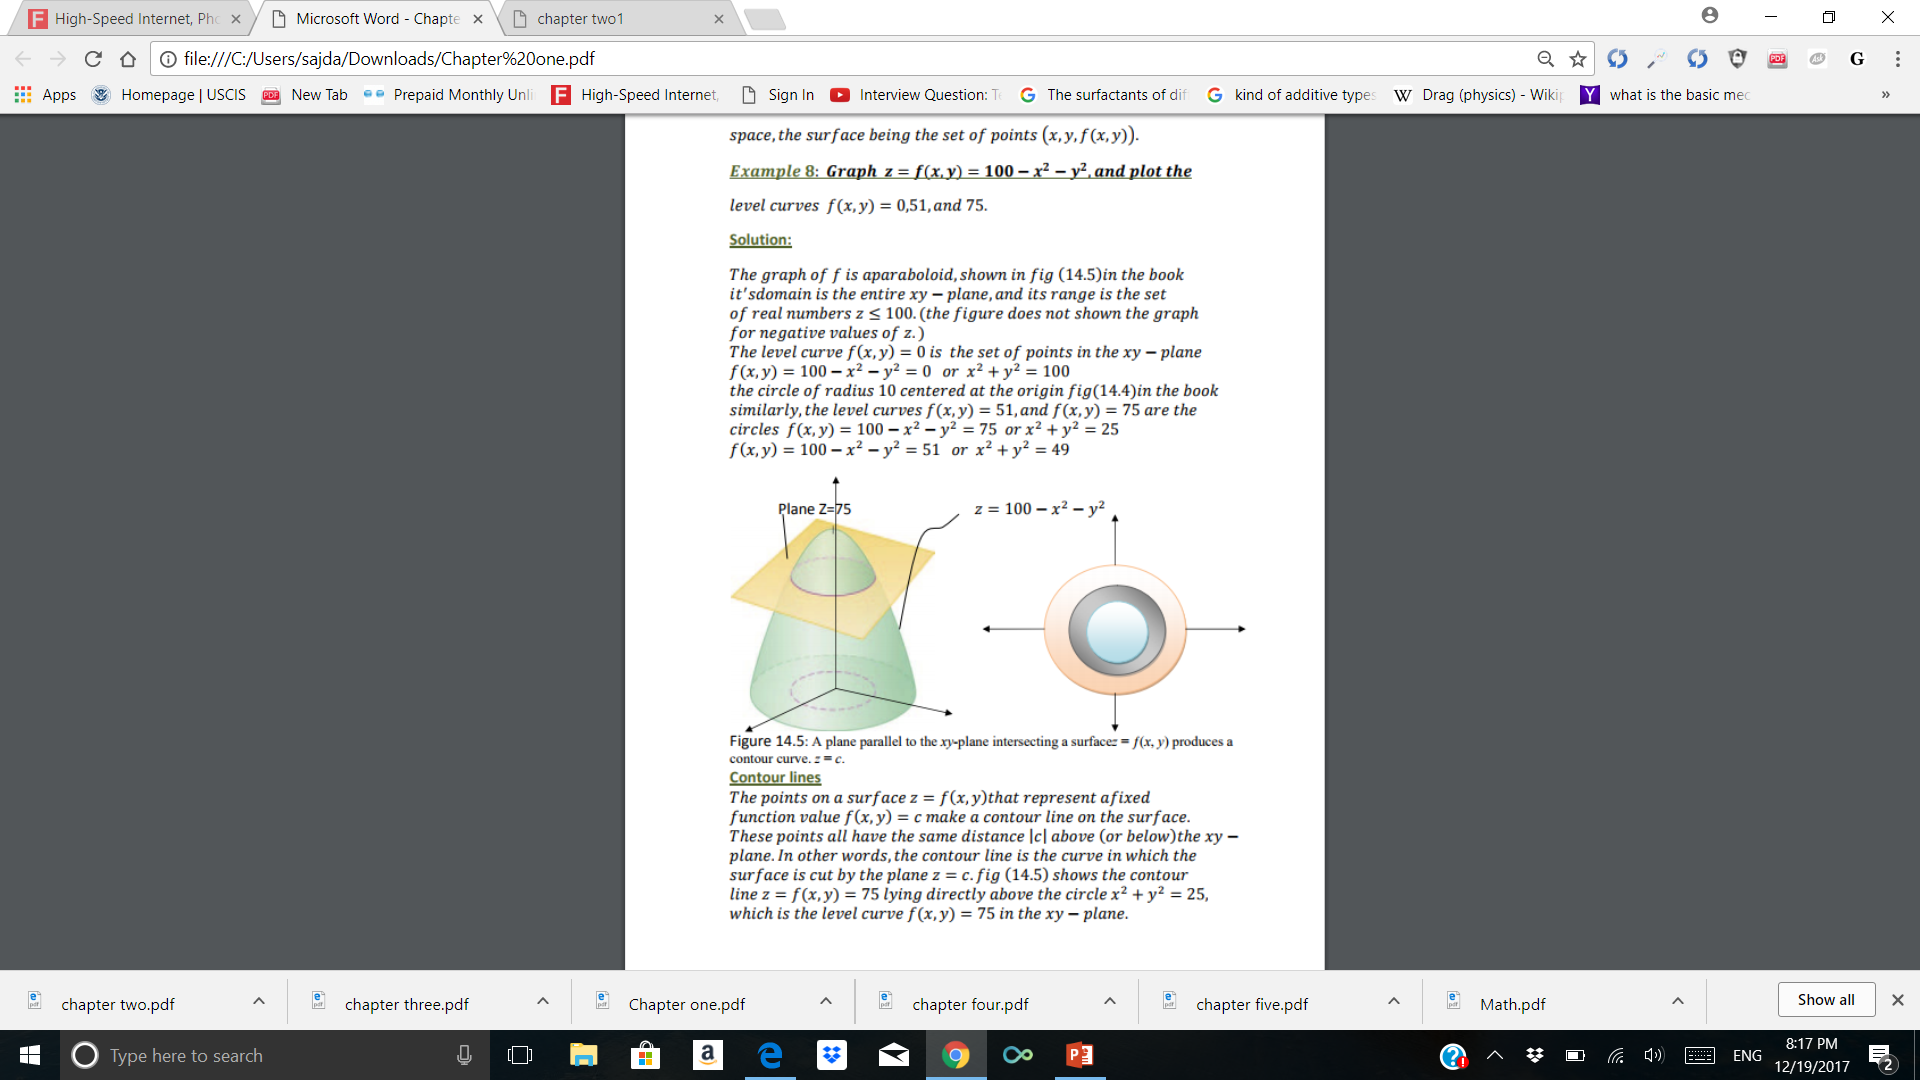 High-Speed Internet, Pho
Microsoft Word - Chapte
chapter two1
file:///C:/Users/sajda/Downloads/Chapter%20one.pdf
Apps
Homepage | USCIS
New Tab
Prepaid Monthly Unli
High-Speed Internet,
Sign In
Interview Question: T
The surfactants of dif
kind of additive types
Drag (physics) - Wiki
what is the basic mec
»
space, the surface being the set of points (x, y, f(x, y)).
Example 8: Graph z = f(x, y) = 100 − x² − y², and plot the
level curves f(x, y) = 0,51, and 75.
Solution:
The graph of f is aparaboloid, shown in fig (14.5)in the book
it'sdomain is the entire xy − plane, and its range is the set
of real numbers z ≤ 100. (the figure does not shown the graph
for negative values of z.)
The level curve f(x, y) = 0 is the set of points in the xy − plane
f(x, y) = 100 − x² − y² = 0 or x² + y² = 100
the circle of radius 10 centered at the origin fig(14.4)in the book
similarly, the level curves f(x, y) = 51, and f(x, y) = 75 are the
circles f(x, y) = 100 − x² − y² = 75 or x² + y² = 25
f(x, y) = 100 − x² − y² = 51 or x² + y² = 49
Plane Z=75
z = 100 − x² − y²
Figure 14.5: A plane parallel to the xy-plane intersecting a surfacez = f(x, y) produces a
contour curve. z = c.
Contour lines
The points on a surface z = f(x, y)that represent afixed
function value f(x, y) = c make a contour line on the surface.
These points all have the same distance |c| above (or below)the xy −
plane. In other words, the contour line is the curve in which the
surface is cut by the plane z = c. fig (14.5) shows the contour
line z = f(x, y) = 75 lying directly above the circle x² + y² = 25,
which is the level curve f(x, y) = 75 in the xy − plane.
chapter two.pdf
chapter three.pdf
Chapter one.pdf
chapter four.pdf
chapter five.pdf
Math.pdf
Show all
Type here to search
ENG
8:17 PM
12/19/2017
2